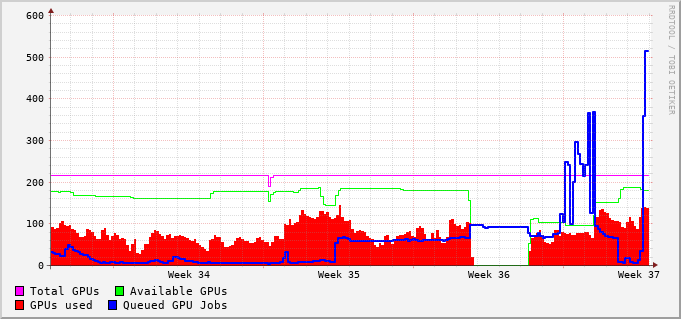 600
500
400
300
200
100
0
Week 34 Week 35 Week 36 Week 37
Total GPUs Available GPUs
GPUs used Queued GPU Jobs
RRDTOOL / TOBI OETIKER